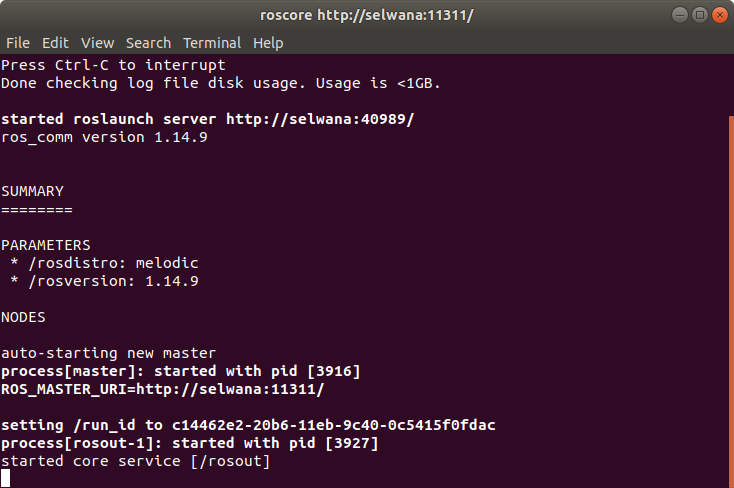 roscore http://selwana:11311/
File Edit View Search Terminal Help
Press Ctrl-C to interrupt
Done checking log file disk usage. Usage is <1GB.
started roslaunch server http://selwana:40989/
ros_comm version 1.14.9
SUMMARY
========
PARAMETERS
 * /rosdistro: melodic
 * /rosversion: 1.14.9
NODES
auto-starting new master
process[master]: started with pid [3916]
ROS_MASTER_URI=http://selwana:11311/
setting /run_id to c14462e2-20b6-11eb-9c40-0c5415f0fdac
process[rosout-1]: started with pid [3927]
started core service [/rosout]